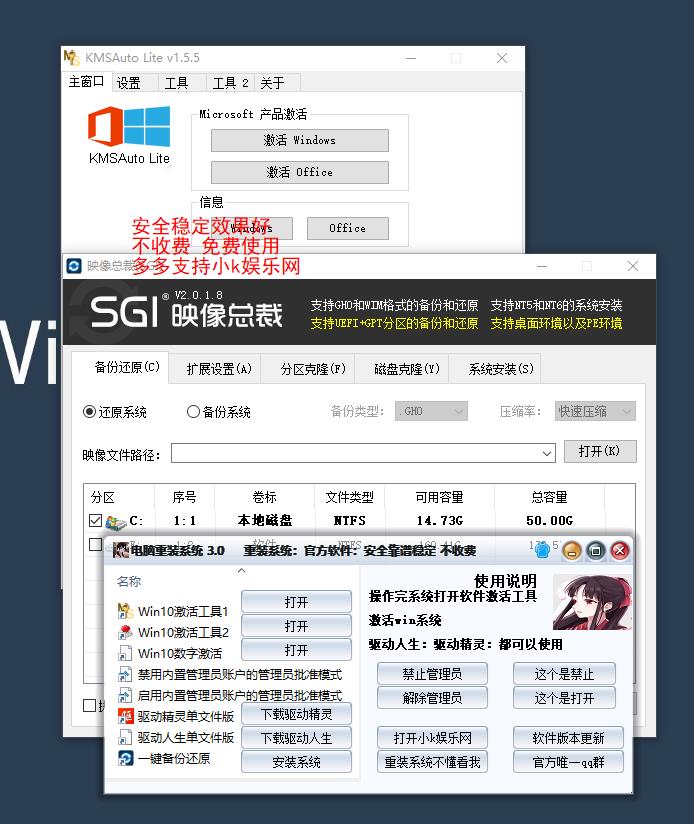 KMSAuto Lite v1.5.5
主窗口 设置 工具 工具 2 关于
Microsoft 产品激活
激活 Windows
KMSAuto Lite
激活 Office
信息
Windows Office
安全稳定效果好
不收费 免费使用
多多支持小k娱乐网
映像总裁
SGI® V2.0.1.8 映像总裁
支持GHO和WIM格式的备份和还原 支持NT5和NT6的系统安装
支持UEFI+GPT分区的备份和还原 支持桌面环境以及PE环境
备份还原(C) 扩展设置(A) 分区克隆(F) 磁盘克隆(Y) 系统安装(S)
还原系统 备份系统 备份类型: .GHO 压缩率: 快速压缩
映像文件路径: 打开(K)
分区 序号 卷标 文件类型 可用容量 总容量
C: 1:1 本地磁盘 NTFS 14.73G 50.00G
电脑重装系统 3.0 重装系统：官方软件：安全靠谱稳定 不收费
名称
Win10激活工具1 打开
Win10激活工具2 打开
Win10数字激活 打开
禁用内置管理员账户的管理员批准模式
启用内置管理员账户的管理员批准模式
驱动精灵单文件版 下载驱动精灵
驱动人生单文件版 下载驱动人生
一键备份还原 安装系统
使用说明
操作完系统打开软件激活工具
激活win系统
驱动人生：驱动精灵：都可以使用
禁止管理员 这个是禁止
解除管理员 这个是打开
打开小k娱乐网 软件版本更新
重装系统不懂看我 官方唯一qq群